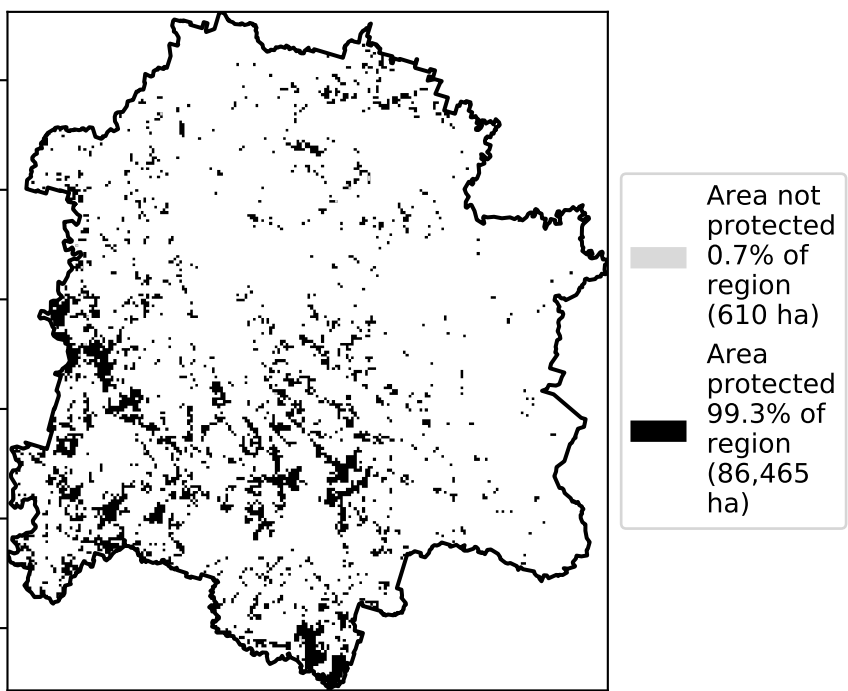 Area not
protected
0.7% of
region
(610 ha)
Area
protected
99.3% of
region
(86,465
ha)